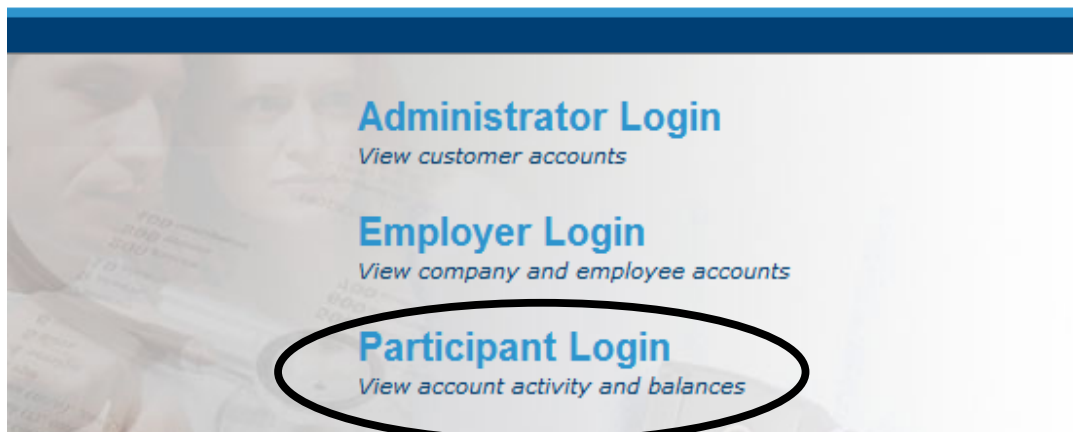 Administrator Login
View customer accounts
Employer Login
View company and employee accounts
Participant Login
View account activity and balances